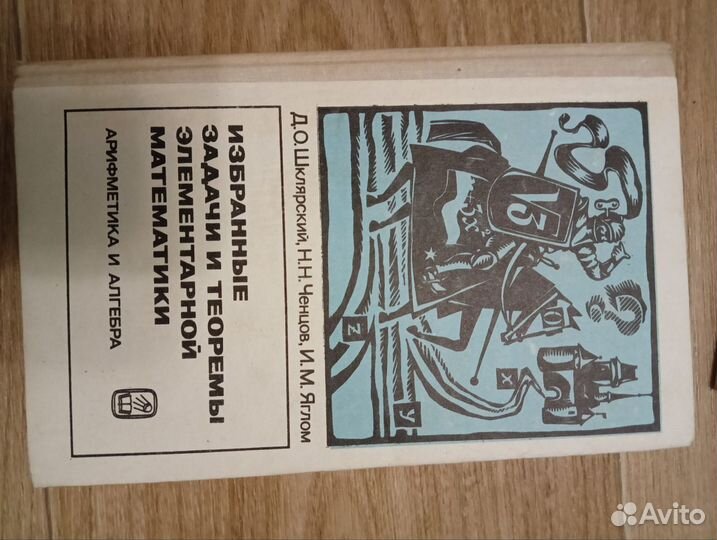 Д.О.Шклярский, Н.Н.Ченцов, И.М.Яглом
ИЗБРАННЫЕ
ЗАДАЧИ И ТЕОРЕМЫ
ЭЛЕМЕНТАРНОЙ
МАТЕМАТИКИ
АРИФМЕТИКА И АЛГЕБРА
z
x
y
Avito